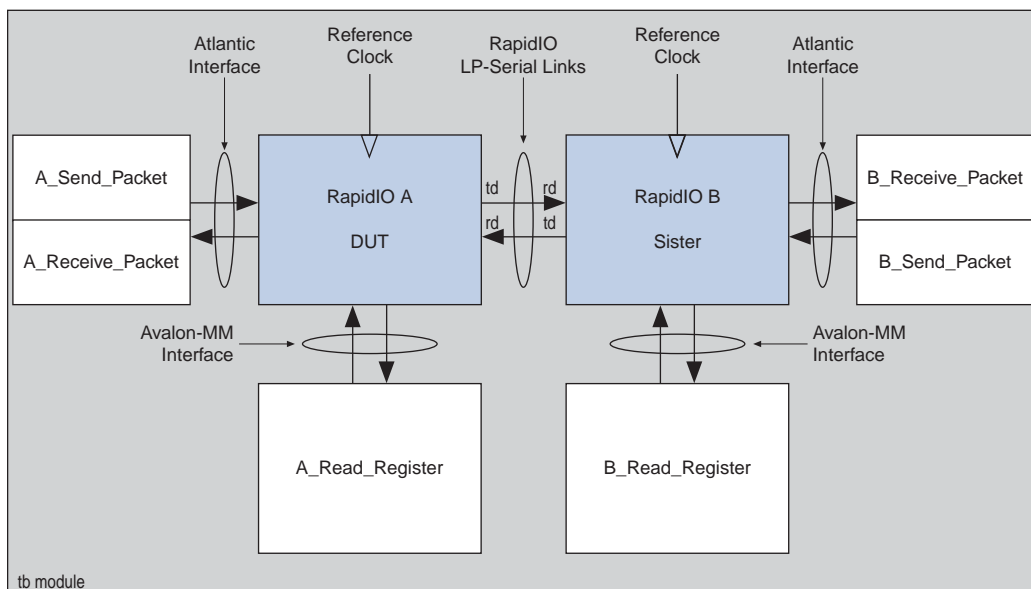 Atlantic
Interface
Reference
Clock
RapidIO
LP-Serial Links
Reference
Clock
Atlantic
Interface
A_Send_Packet
A_Receive_Packet
RapidIO A
DUT
td
rd
rd
td
RapidIO B
Sister
B_Receive_Packet
B_Send_Packet
Avalon-MM
Interface
Avalon-MM
Interface
A_Read_Register
B_Read_Register
tb module